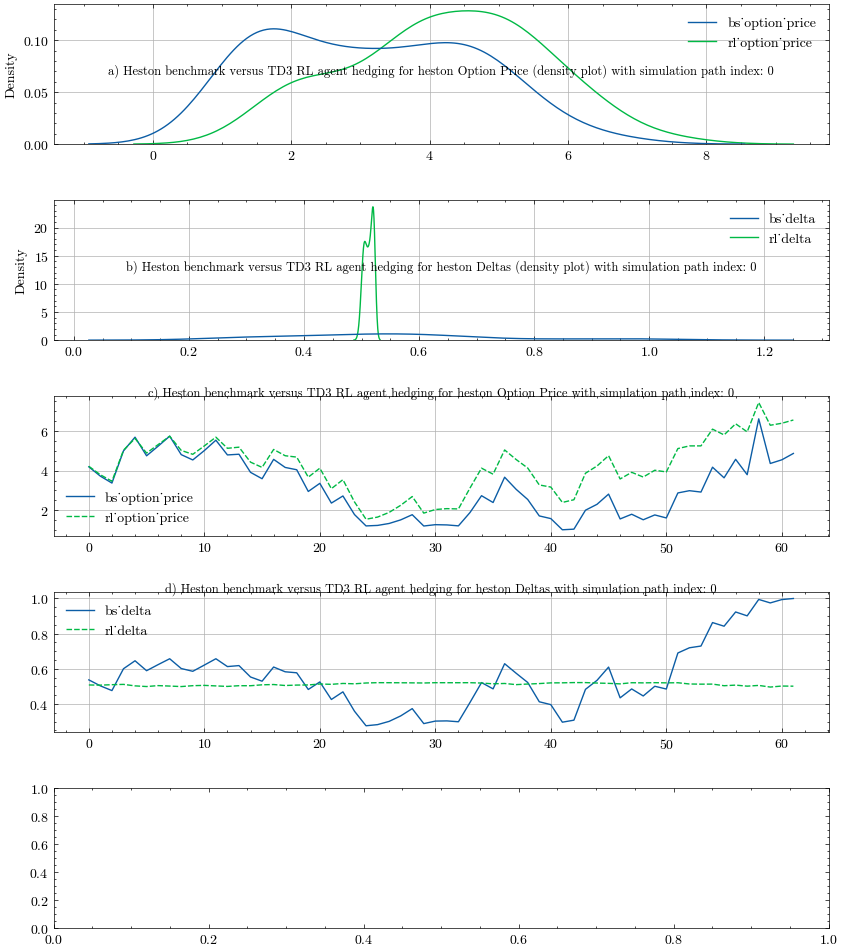 bs˙option˙price
rl˙option˙price
a) Heston benchmark versus TD3 RL agent hedging for heston Option Price (density plot) with simulation path index: 0
Density
0.10
0.05
0.00
0 2 4 6 8
bs˙delta
rl˙delta
b) Heston benchmark versus TD3 RL agent hedging for heston Deltas (density plot) with simulation path index: 0
Density
20
15
10
5
0
0.0 0.2 0.4 0.6 0.8 1.0 1.2
c) Heston benchmark versus TD3 RL agent hedging for heston Option Price with simulation path index: 0
6
4
2
bs˙option˙price
rl˙option˙price
0 10 20 30 40 50 60
d) Heston benchmark versus TD3 RL agent hedging for heston Deltas with simulation path index: 0
bs˙delta
rl˙delta
1.0
0.8
0.6
0.4
0 10 20 30 40 50 60
1.0
0.8
0.6
0.4
0.2
0.0
0.0 0.2 0.4 0.6 0.8 1.0